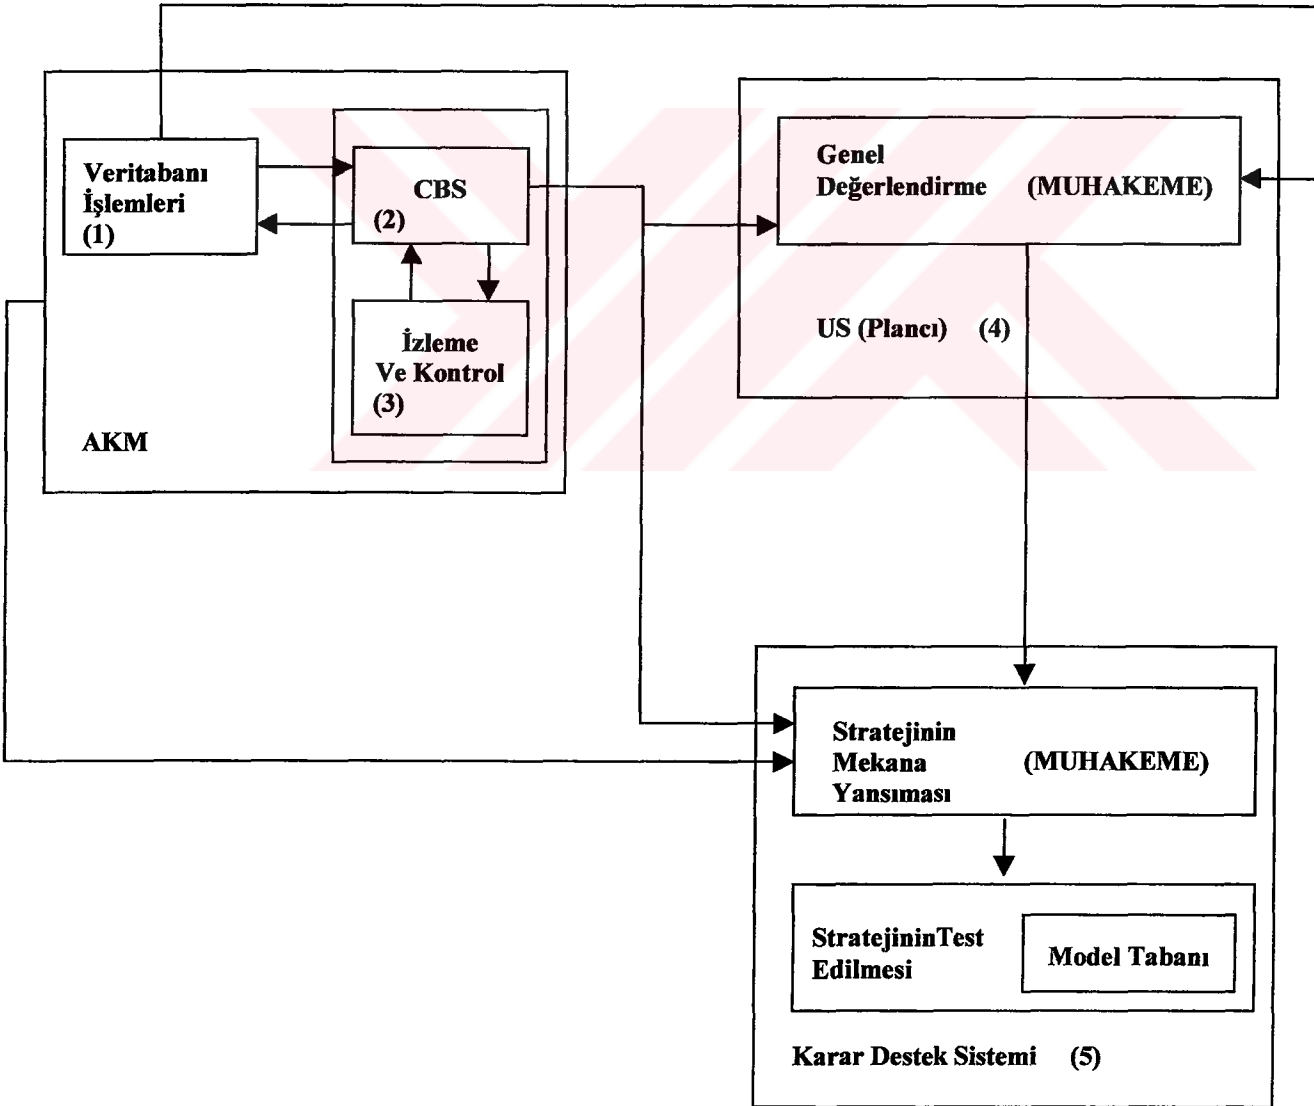 Veritabanı
İşlemleri
(1)
CBS
(2)
İzleme
Ve Kontrol
(3)
AKM
Genel
Değerlendirme (MUHAKEME)
US (Plancı) (4)
Stratejinin
Mekana (MUHAKEME)
Yansıması
StratejininTest
Edilmesi
Model Tabanı
Karar Destek Sistemi (5)